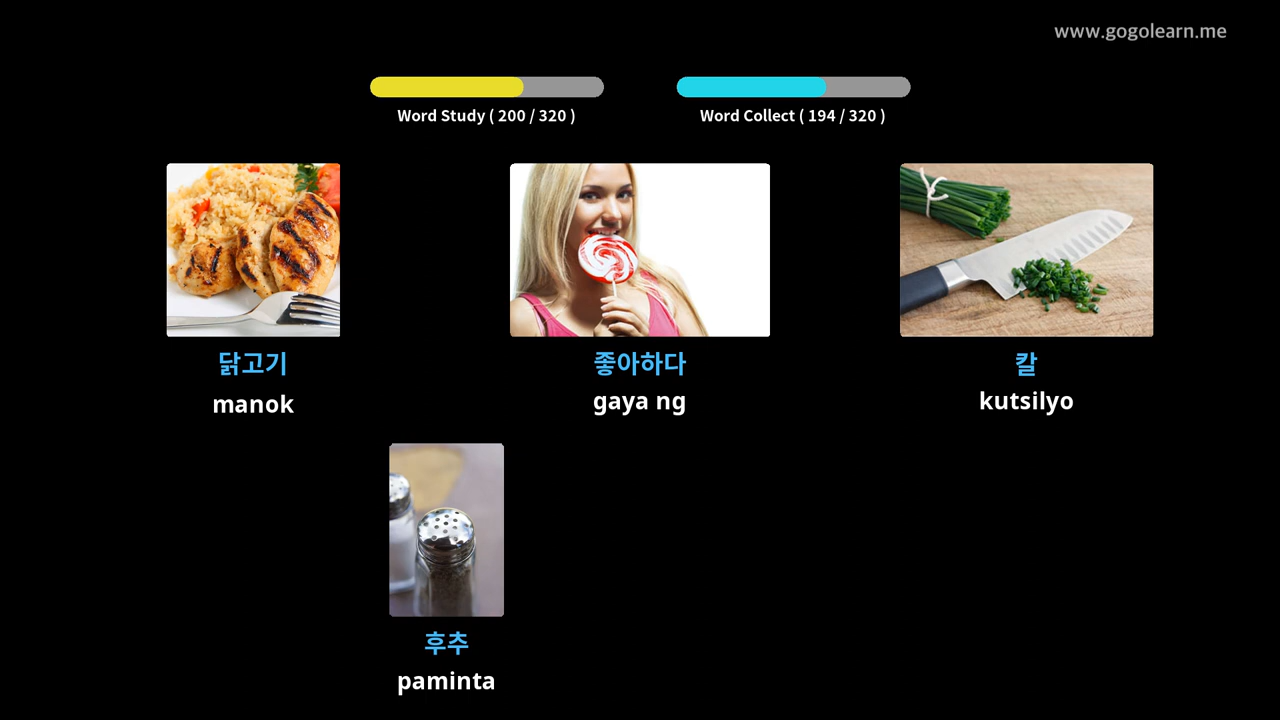 www.gogolearn.me
Word Study ( 200 / 320 )
Word Collect ( 194 / 320 )
닭고기
manok
좋아하다
gaya ng
칼
kutsilyo
후추
paminta